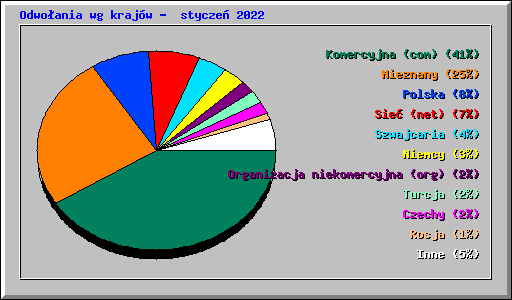 Odwołania wg krajów - styczeń 2022
Komercyjna (com) (41%)
Nieznany (25%)
Polska (8%)
Sieć (net) (7%)
Szwajcaria (4%)
Niemcy (3%)
Organizacja niekomercyjna (org) (2%)
Turcja (2%)
Czechy (2%)
Rosja (1%)
Inne (5%)